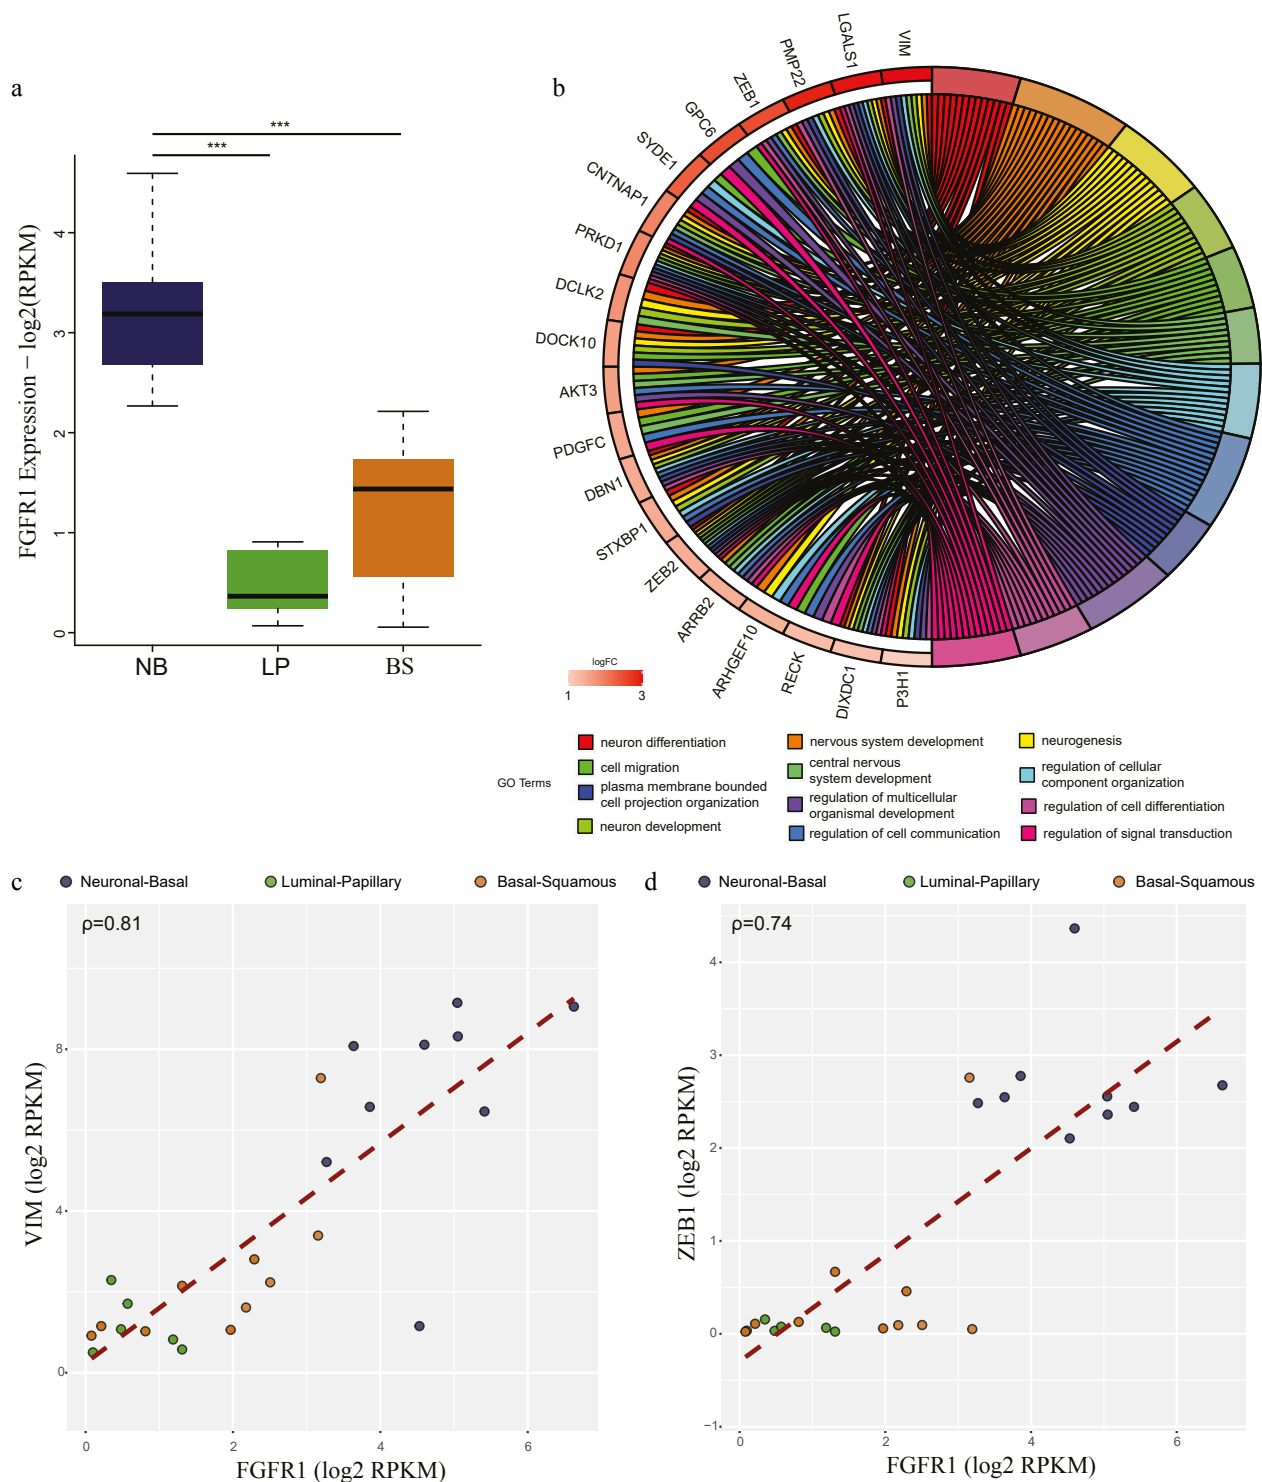 a
***
***
FGFR1 Expression − log2(RPKM)
4
3
2
1
0
NB
LP
BS
b
VIM
LGALS1
PMP22
ZEB1
GPC6
SYDE1
CNTNAP1
PRKD1
DCLK2
DOCK10
AKT3
PDGFC
DBN1
STXBP1
ZEB2
ARRB2
ARHGEF10
RECK
DIXDC1
P3H1
logFC
1 3
GO Terms
neuron differentiation
cell migration
plasma membrane bounded
cell projection organization
neuron development
nervous system development
central nervous
system development
regulation of multicellular
organismal development
regulation of cell communication
neurogenesis
regulation of cellular
component organization
regulation of cell differentiation
regulation of signal transduction
c
Neuronal-Basal Luminal-Papillary Basal-Squamous
ρ=0.81
VIM (log2 RPKM)
8
4
0
0 2 4 6
FGFR1 (log2 RPKM)
d
Neuronal-Basal Luminal-Papillary Basal-Squamous
ρ=0.74
ZEB1 (log2 RPKM)
4
3
2
1
0
−1
0 2 4 6
FGFR1 (log2 RPKM)